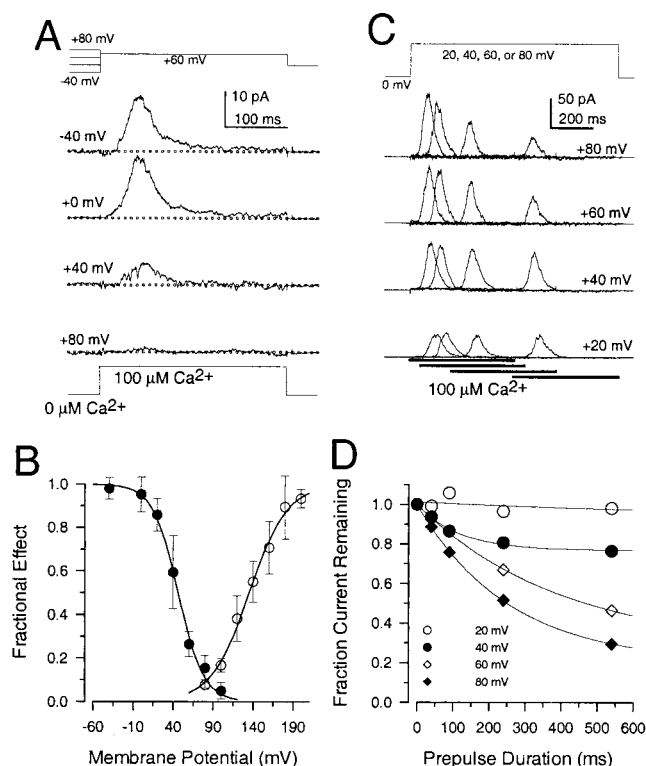 A
+80 mV
+60 mV
-40 mV
10 pA
100 ms
-40 mV
+0 mV
+40 mV
+80 mV
100 µM Ca2+
0 µM Ca2+
C
20, 40, 60, or 80 mV
0 mV
50 pA
200 ms
+80 mV
+60 mV
+40 mV
+20 mV
100 µM Ca2+
B
Fractional Effect
1.0
0.8
0.6
0.4
0.2
0.0
-60 -10 40 90 140 190
Membrane Potential (mV)
D
Fraction Current Remaining
1.0
0.8
0.6
0.4
0.2
0.0
20 mV
40 mV
60 mV
80 mV
0 100 200 300 400 500 600
Prepulse Duration (ms)